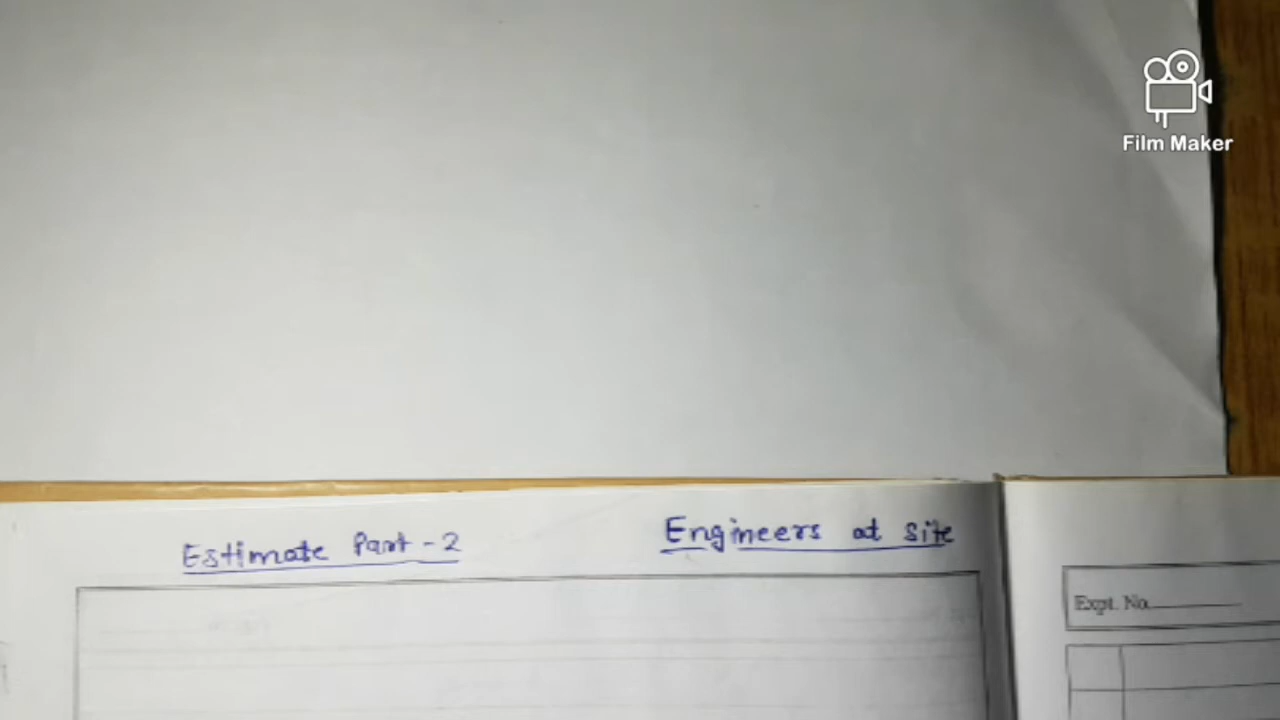 Film Maker
Estimate Part - 2
Engineers at site
Expt. No.